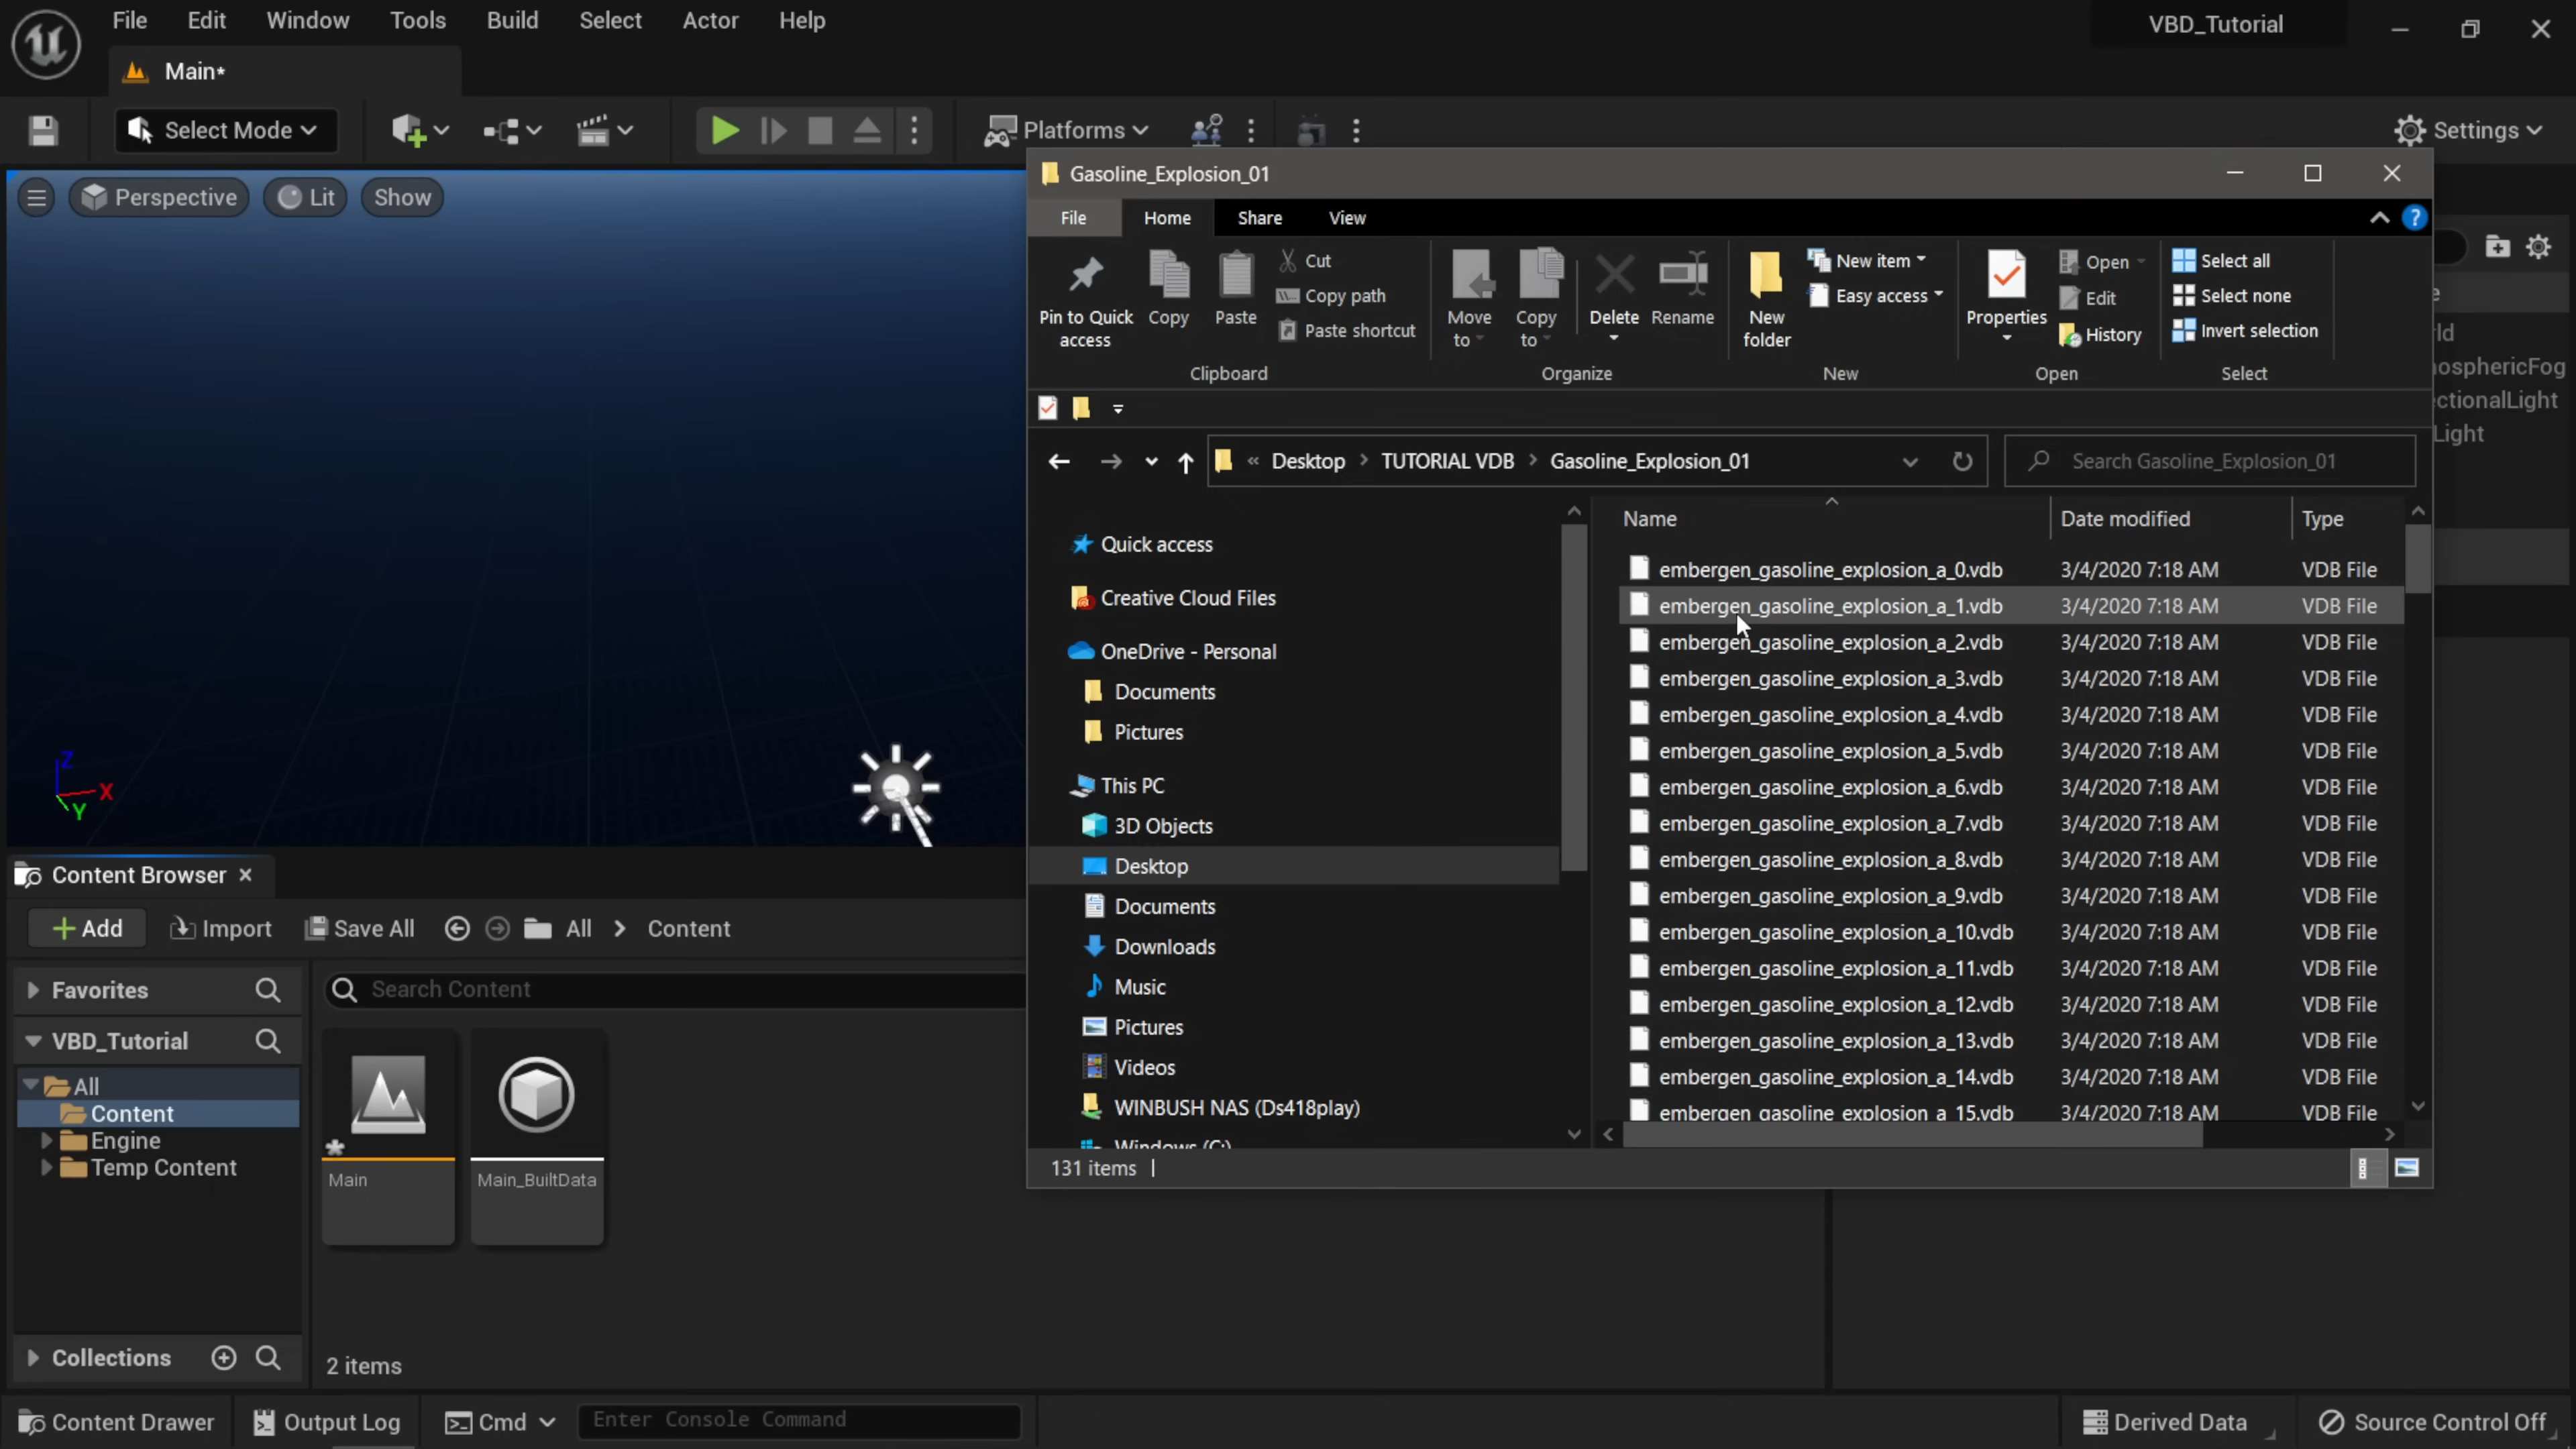 File Edit Window Tools Build Select Actor Help
VBD_Tutorial
Main*
Select Mode
Platforms
Settings
Perspective
Lit
Show
Gasoline_Explosion_01
File Home Share View
Pin to Quick access
Copy
Paste
Cut
Copy path
Paste shortcut
Clipboard
Move to
Copy to
Delete
Rename
Organize
New folder
New item
Easy access
New
Properties
Open
Edit
History
Open
Select all
Select none
Invert selection
Select
« Desktop > TUTORIAL VDB > Gasoline_Explosion_01
Search Gasoline_Explosion_01
Quick access
Creative Cloud Files
OneDrive - Personal
Documents
Pictures
This PC
3D Objects
Desktop
Documents
Downloads
Music
Pictures
Videos
WINBUSH NAS (Ds418play)
Windows (C:)
Name Date modified Type
embergen_gasoline_explosion_a_0.vdb 3/4/2020 7:18 AM VDB File
embergen_gasoline_explosion_a_1.vdb 3/4/2020 7:18 AM VDB File
embergen_gasoline_explosion_a_2.vdb 3/4/2020 7:18 AM VDB File
embergen_gasoline_explosion_a_3.vdb 3/4/2020 7:18 AM VDB File
embergen_gasoline_explosion_a_4.vdb 3/4/2020 7:18 AM VDB File
embergen_gasoline_explosion_a_5.vdb 3/4/2020 7:18 AM VDB File
embergen_gasoline_explosion_a_6.vdb 3/4/2020 7:18 AM VDB File
embergen_gasoline_explosion_a_7.vdb 3/4/2020 7:18 AM VDB File
embergen_gasoline_explosion_a_8.vdb 3/4/2020 7:18 AM VDB File
embergen_gasoline_explosion_a_9.vdb 3/4/2020 7:18 AM VDB File
embergen_gasoline_explosion_a_10.vdb 3/4/2020 7:18 AM VDB File
embergen_gasoline_explosion_a_11.vdb 3/4/2020 7:18 AM VDB File
embergen_gasoline_explosion_a_12.vdb 3/4/2020 7:18 AM VDB File
embergen_gasoline_explosion_a_13.vdb 3/4/2020 7:18 AM VDB File
embergen_gasoline_explosion_a_14.vdb 3/4/2020 7:18 AM VDB File
embergen_gasoline_explosion_a_15.vdb 3/4/2020 7:18 AM VDB File
131 items
e
ld
osphericFog
ctionalLight
Light
Z
X
Y
Content Browser
Add
Import
Save All
All > Content
Favorites
VBD_Tutorial
All
Content
Engine
Temp Content
Collections
Search Content
Main
Main_BuiltData
2 items
Content Drawer
Output Log
Cmd
Enter Console Command
Derived Data
Source Control Off